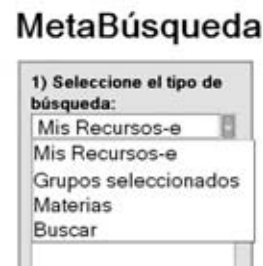 MetaBúsqueda
1) Seleccione el tipo de
búsqueda:
Mis Recursos-e
Mis Recursos-e
Grupos seleccionados
Materias
Buscar